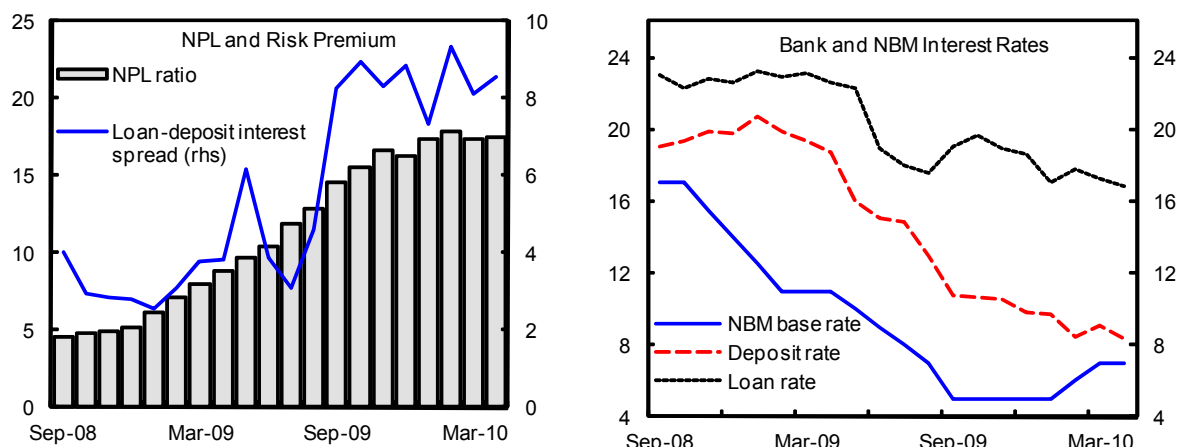 NPL and Risk Premium
NPL ratio
Loan-deposit interest
spread (rhs)
25
20
15
10
5
0
10
8
6
4
2
0
Sep-08 Mar-09 Sep-09 Mar-10
Bank and NBM Interest Rates
24
20
16
12
8
4
24
20
16
12
8
4
NBM base rate
Deposit rate
Loan rate
Sep-08 Mar-09 Sep-09 Mar-10